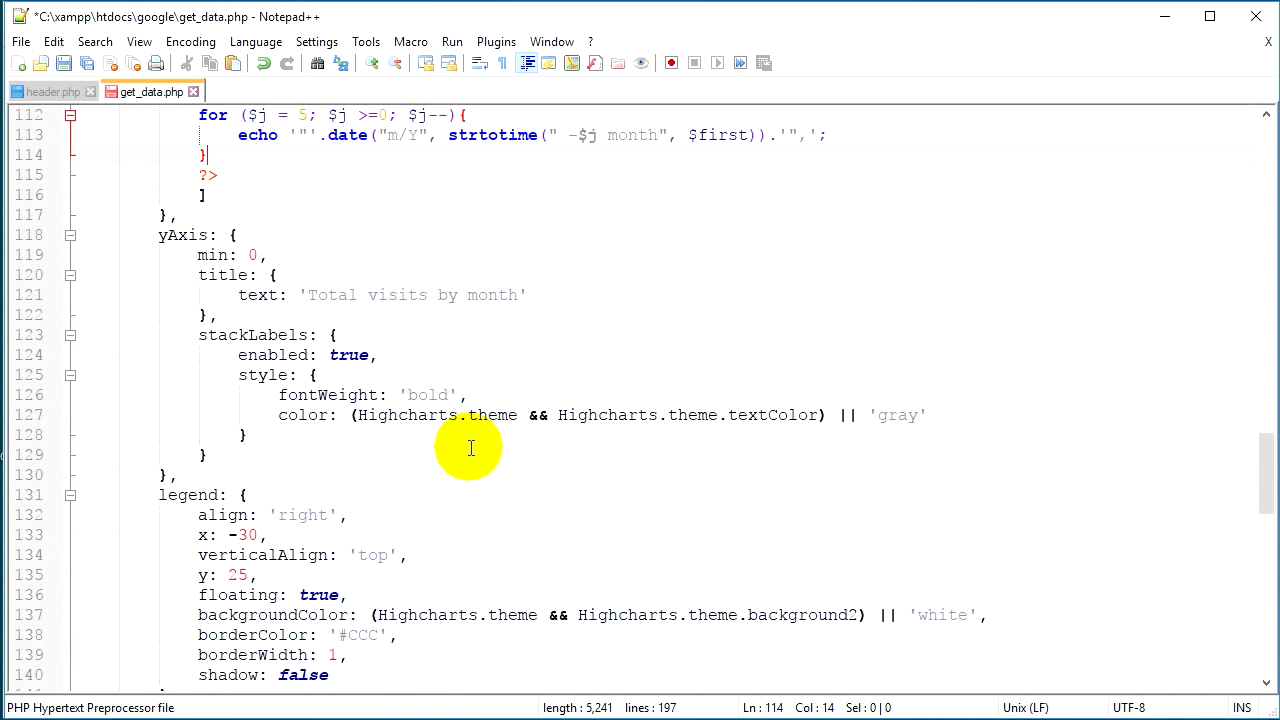 *C:\xampp\htdocs\google\get_data.php - Notepad++
File Edit Search View Encoding Language Settings Tools Macro Run Plugins Window ? X
header.php get_data.php
112 for ($j = 5; $j >=0; $j--){
113 echo '"'.date("m/Y", strtotime(" -$j month", $first)).'",';
114 }
115 ?>
116 ]
117 },
118 yAxis: {
119 min: 0,
120 title: {
121 text: 'Total visits by month'
122 },
123 stackLabels: {
124 enabled: true,
125 style: {
126 fontWeight: 'bold',
127 color: (Highcharts.theme && Highcharts.theme.textColor) || 'gray'
128 }
129 }
130 },
131 legend: {
132 align: 'right',
133 x: -30,
134 verticalAlign: 'top',
135 y: 25,
136 floating: true,
137 backgroundColor: (Highcharts.theme && Highcharts.theme.background2) || 'white',
138 borderColor: '#CCC',
139 borderWidth: 1,
140 shadow: false
PHP Hypertext Preprocessor file length : 5,241 lines : 197 Ln : 114 Col : 14 Sel : 0 | 0 Unix (LF) UTF-8 INS